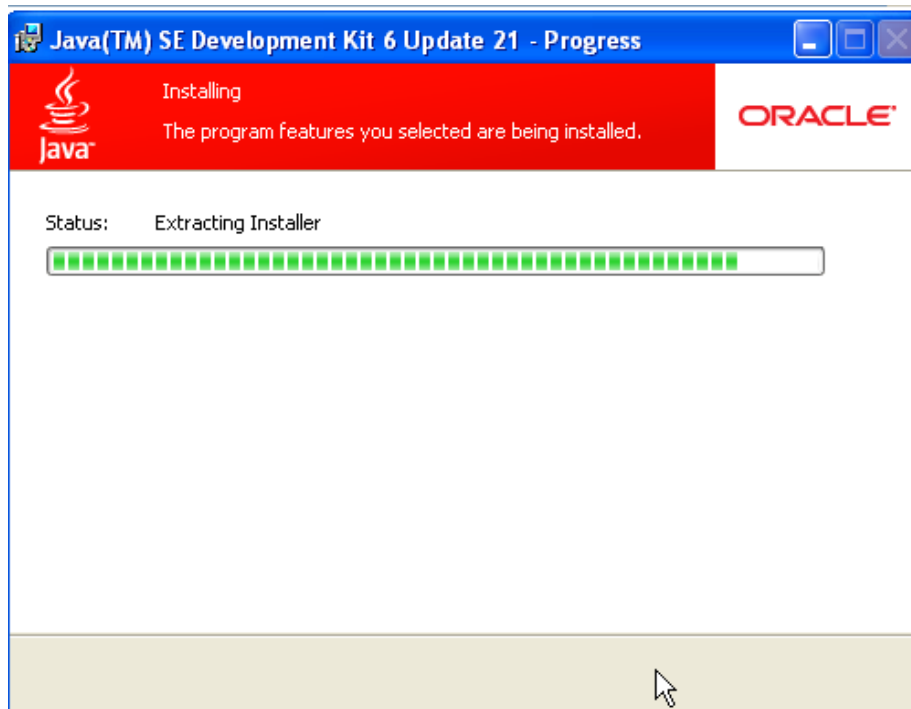 Java(TM) SE Development Kit 6 Update 21 - Progress
Installing
The program features you selected are being installed.
Java™
ORACLE®
Status: Extracting Installer